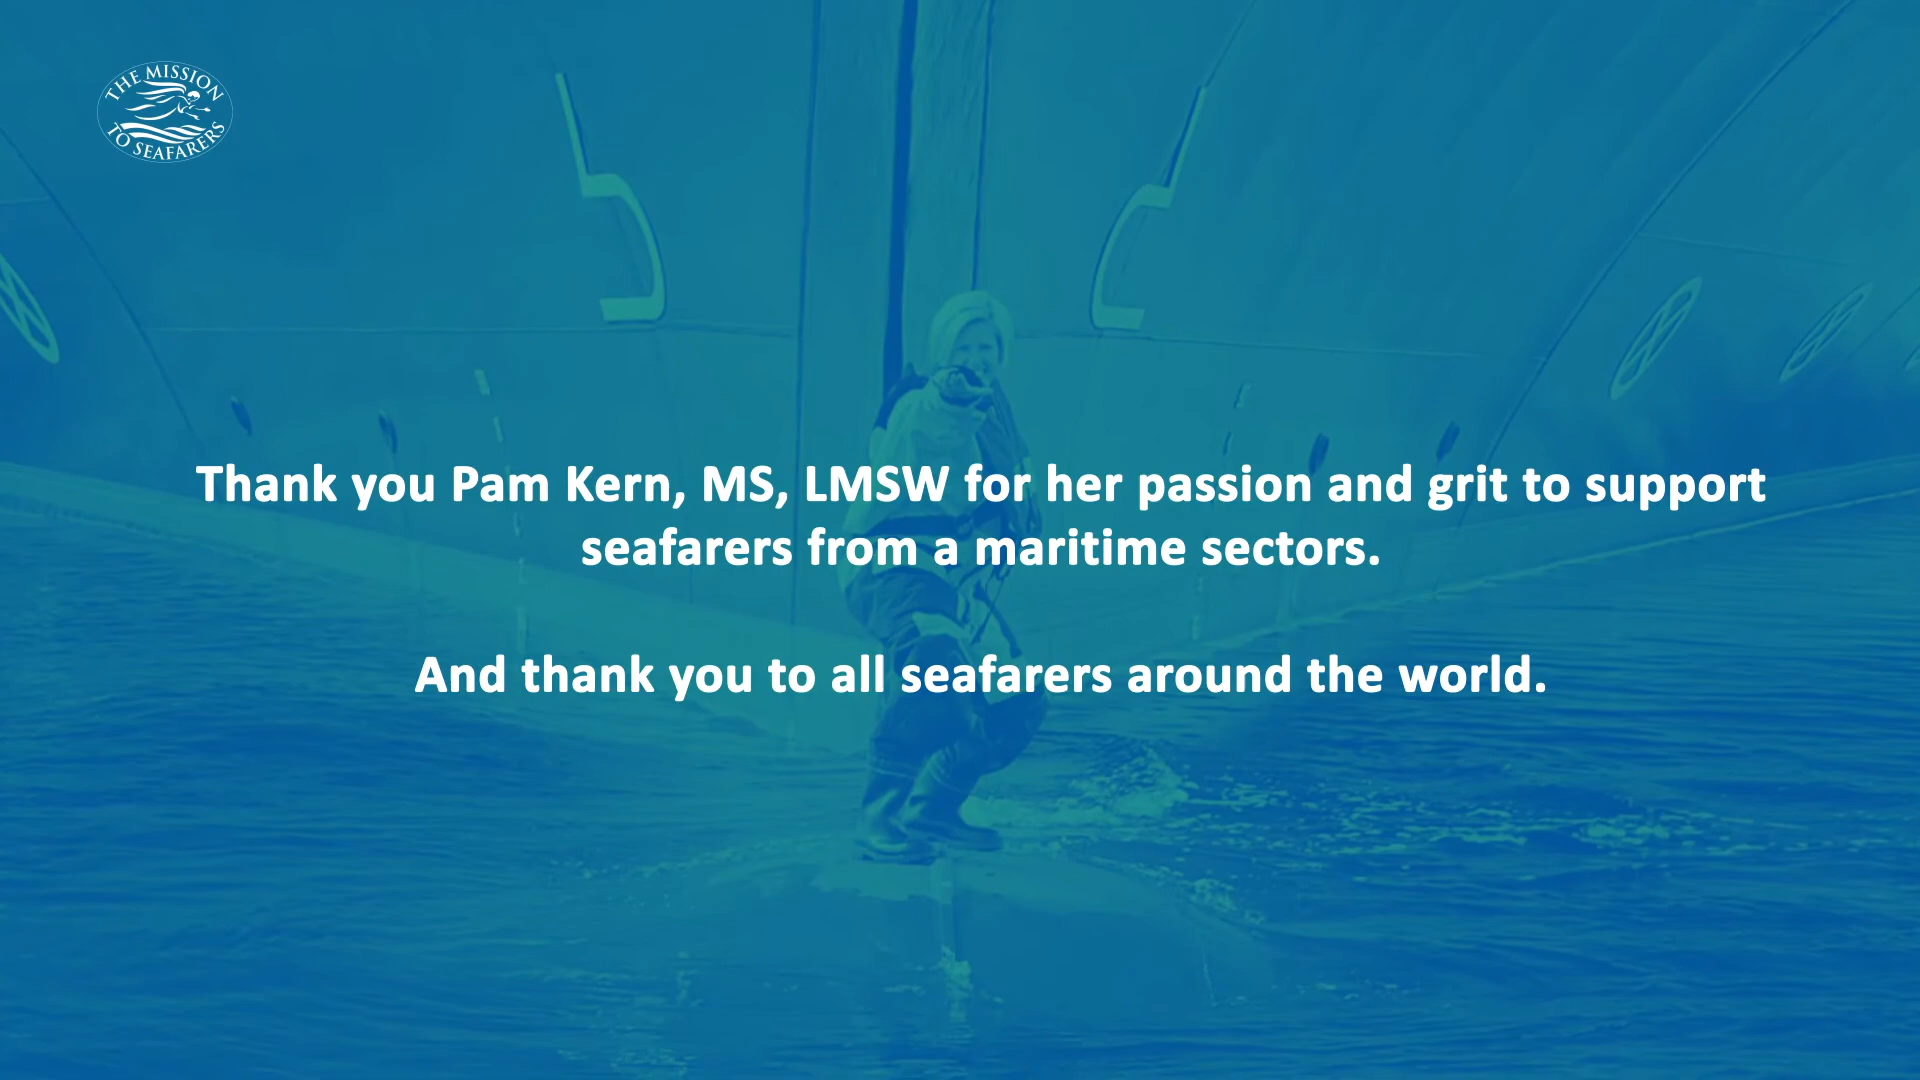 THE MISSION
TO SEAFARERS
Thank you Pam Kern, MS, LMSW for her passion and grit to support
seafarers from a maritime sectors.
And thank you to all seafarers around the world.